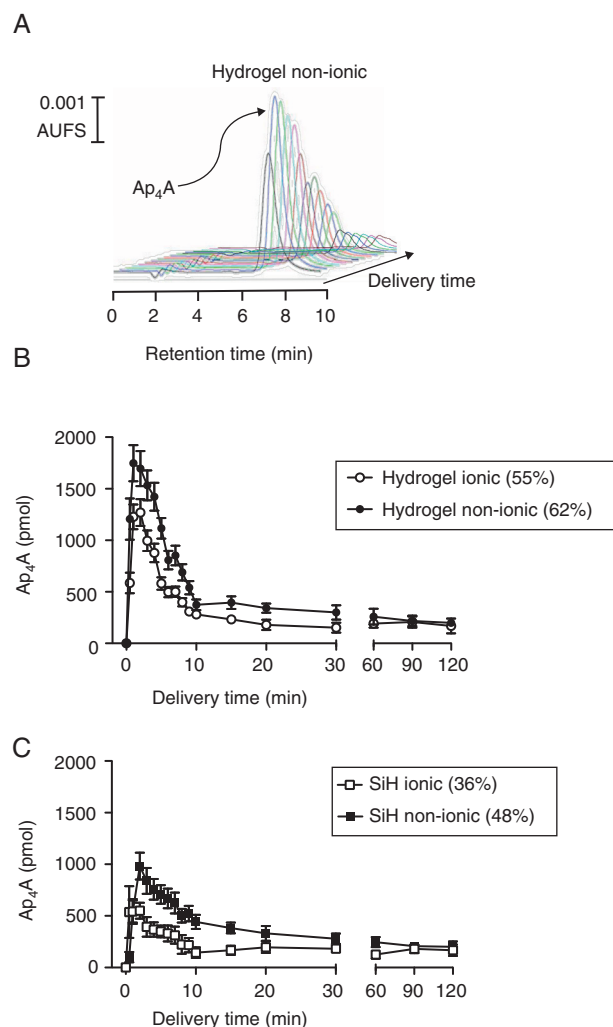 A
Hydrogel non-ionic
0.001
AUFS
Ap₄A
Delivery time
0 2 4 6 8 10
Retention time (min)
B
2000
1500
1000
500
0
Ap₄A (pmol)
Hydrogel ionic (55%)
Hydrogel non-ionic (62%)
0 10 20 30 60 90 120
Delivery time (min)
C
2000
1500
1000
500
0
Ap₄A (pmol)
SiH ionic (36%)
SiH non-ionic (48%)
0 10 20 30 60 90 120
Delivery time (min)